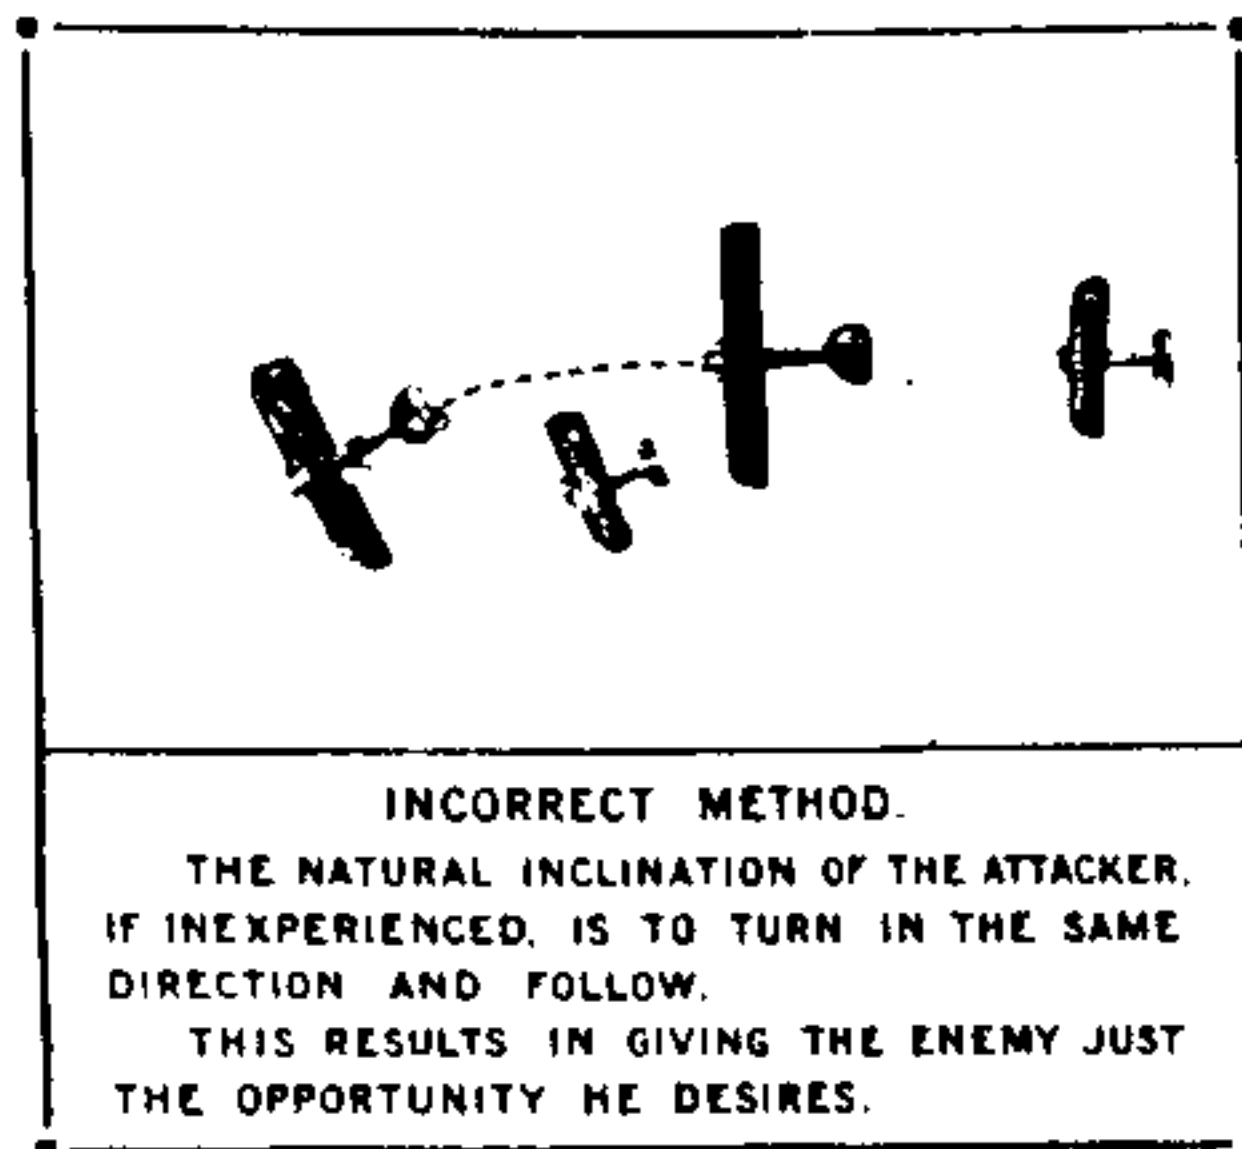 INCORRECT METHOD.
THE NATURAL INCLINATION OF THE ATTACKER,
IF INEXPERIENCED, IS TO TURN IN THE SAME
DIRECTION AND FOLLOW.
THIS RESULTS IN GIVING THE ENEMY JUST
THE OPPORTUNITY HE DESIRES.